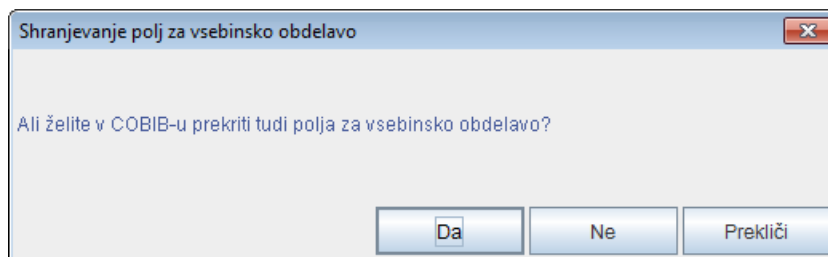 Shranjevanje polj za vsebinsko obdelavo
Ali želite v COBIB-u prekriti tudi polja za vsebinsko obdelavo?
Da Ne Prekliči